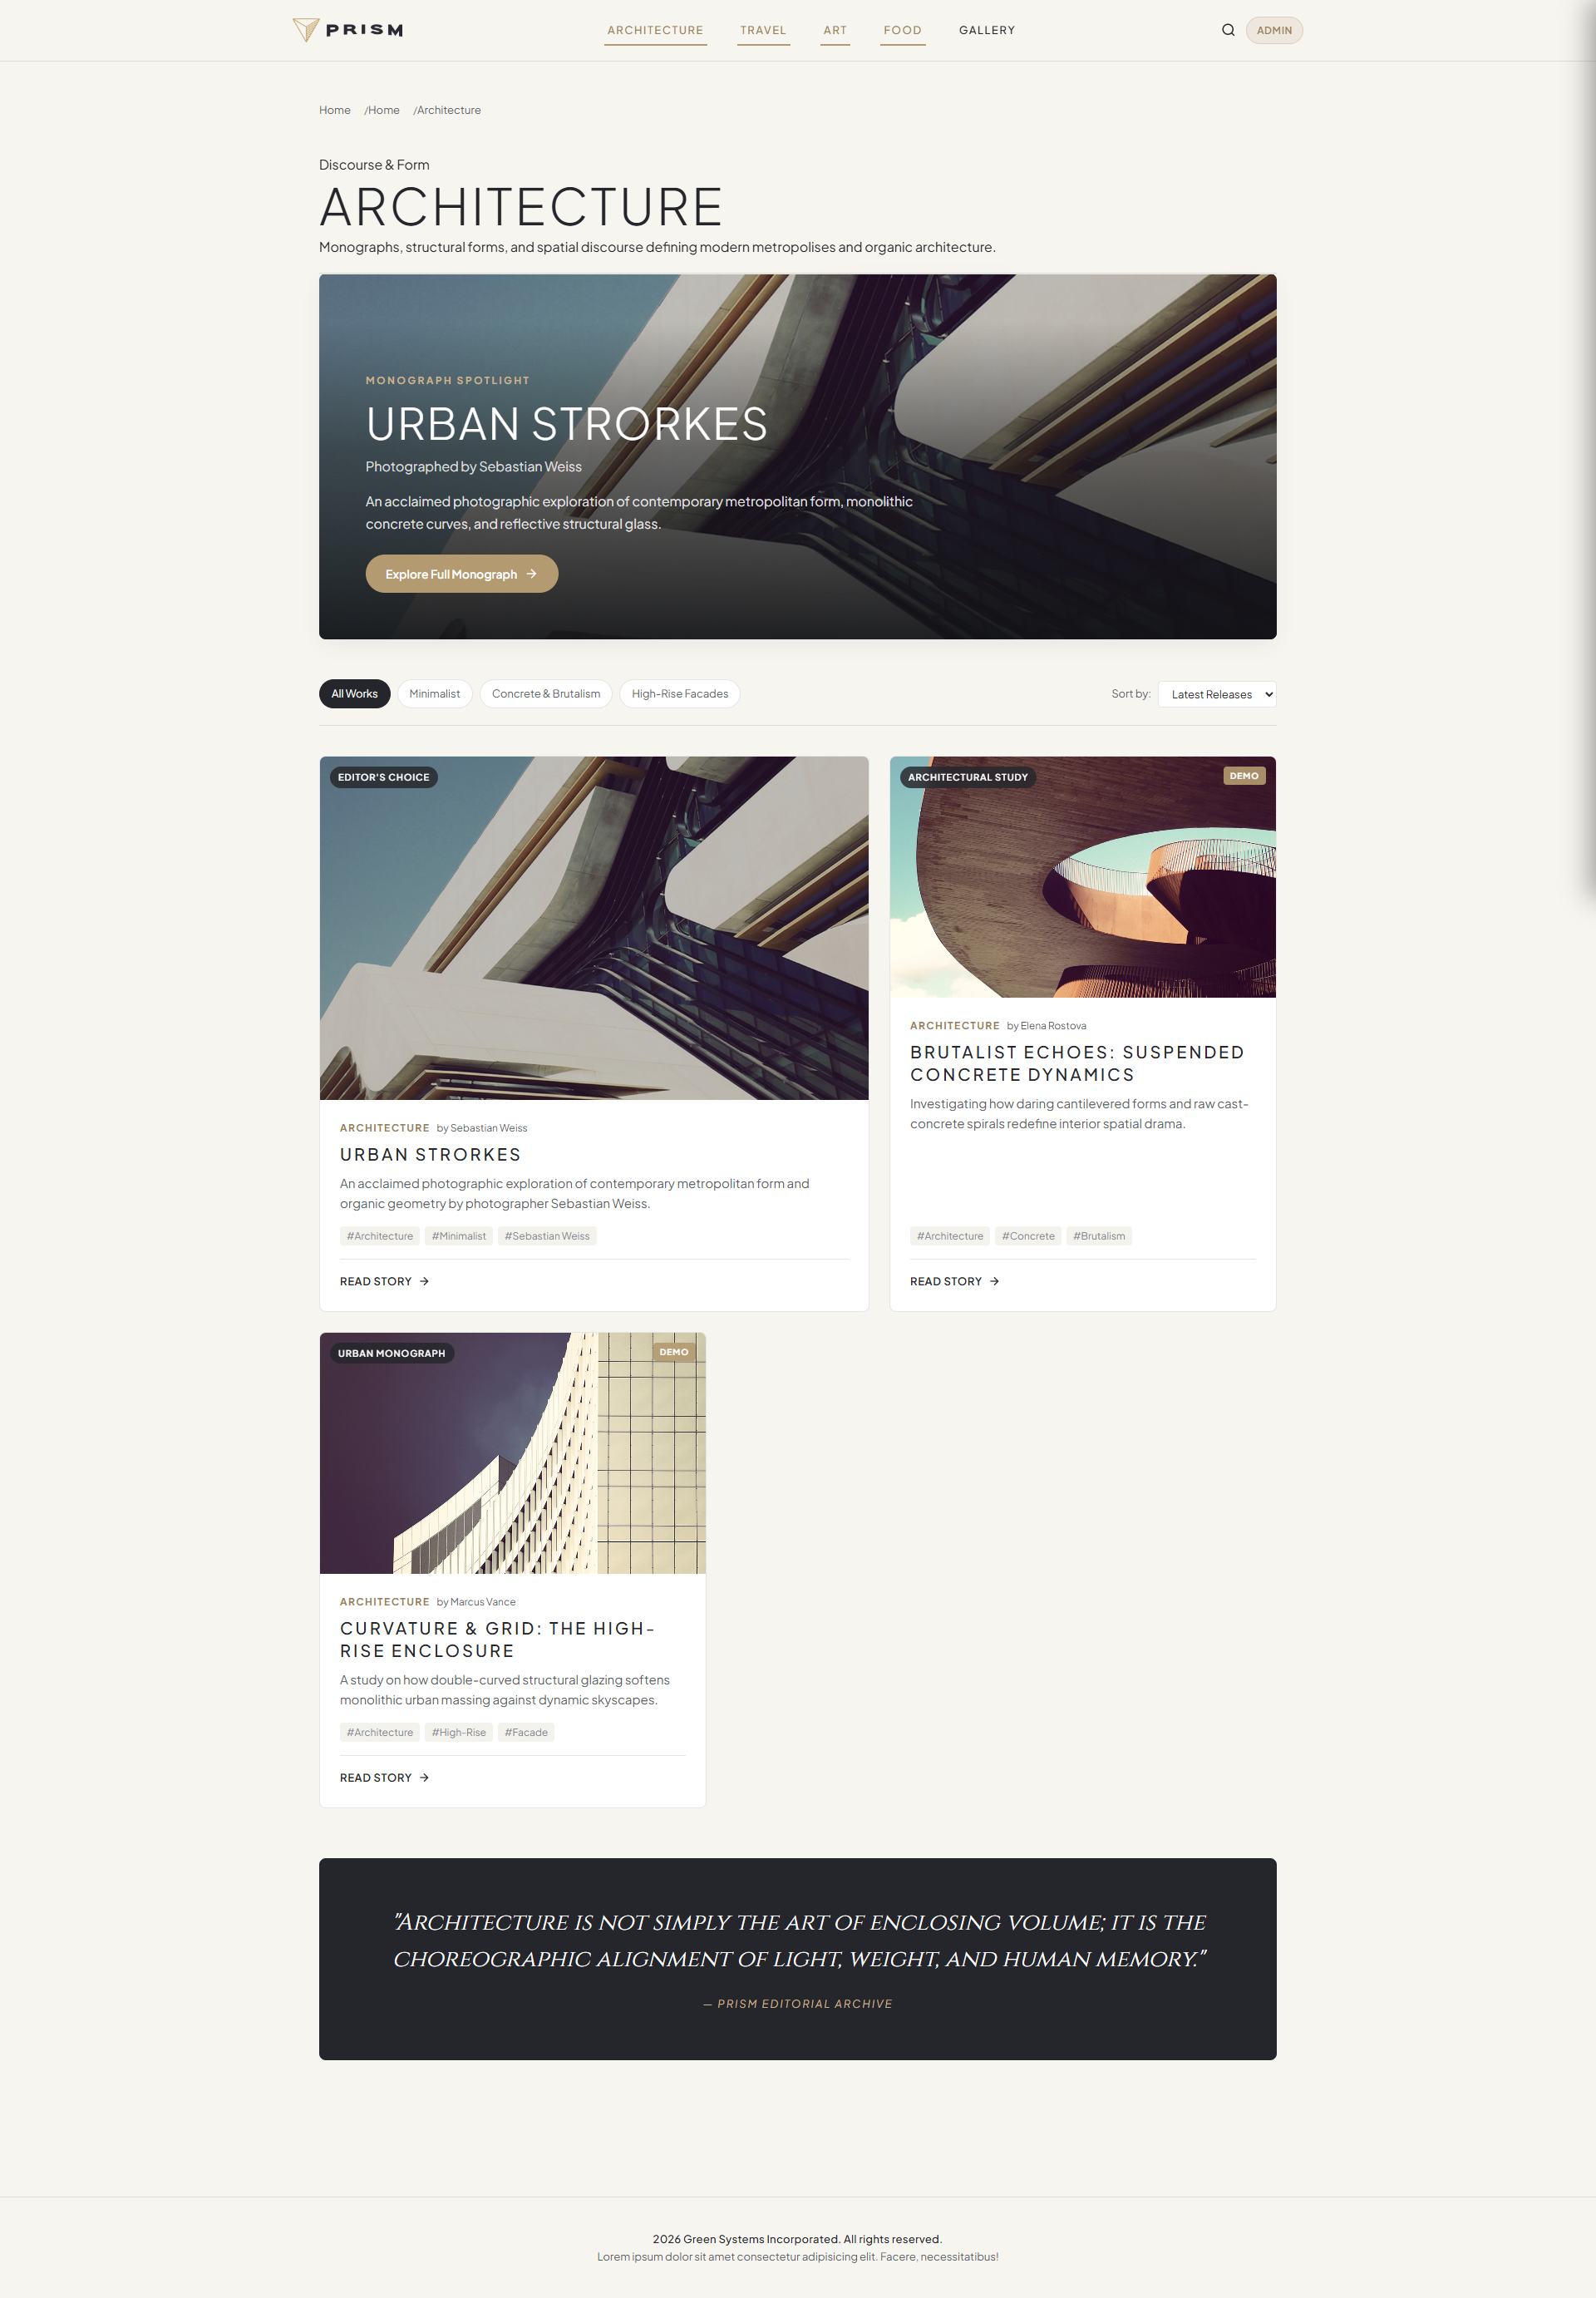 PRISM
ARCHITECTURE TRAVEL ART FOOD GALLERY
ADMIN
Home /Home /Architecture
Discourse & Form
ARCHITECTURE
Monographs, structural forms, and spatial discourse defining modern metropolises and organic architecture.
MONOGRAPH SPOTLIGHT
URBAN STRORKES
Photographed by Sebastian Weiss
An acclaimed photographic exploration of contemporary metropolitan form, monolithic
concrete curves, and reflective structural glass.
Explore Full Monograph →
All Works Minimalist Concrete & Brutalism High-Rise Facades Sort by: Latest Releases
EDITOR'S CHOICE
ARCHITECTURE by Sebastian Weiss
URBAN STRORKES
An acclaimed photographic exploration of contemporary metropolitan form and
organic geometry by photographer Sebastian Weiss.
#Architecture #Minimalist #Sebastian Weiss
READ STORY →
ARCHITECTURAL STUDY DEMO
ARCHITECTURE by Elena Rostova
BRUTALIST ECHOES: SUSPENDED
CONCRETE DYNAMICS
Investigating how daring cantilevered forms and raw cast-
concrete spirals redefine interior spatial drama.
#Architecture #Concrete #Brutalism
READ STORY →
URBAN MONOGRAPH DEMO
ARCHITECTURE by Marcus Vance
CURVATURE & GRID: THE HIGH-
RISE ENCLOSURE
A study on how double-curved structural glazing softens
monolithic urban massing against dynamic skyscapes.
#Architecture #High-Rise #Facade
READ STORY →
"ARCHITECTURE IS NOT SIMPLY THE ART OF ENCLOSING VOLUME; IT IS THE
CHOREOGRAPHIC ALIGNMENT OF LIGHT, WEIGHT, AND HUMAN MEMORY."
— PRISM EDITORIAL ARCHIVE
2026 Green Systems Incorporated. All rights reserved.
Lorem ipsum dolor sit amet consectetur adipisicing elit. Facere, necessitatibus!